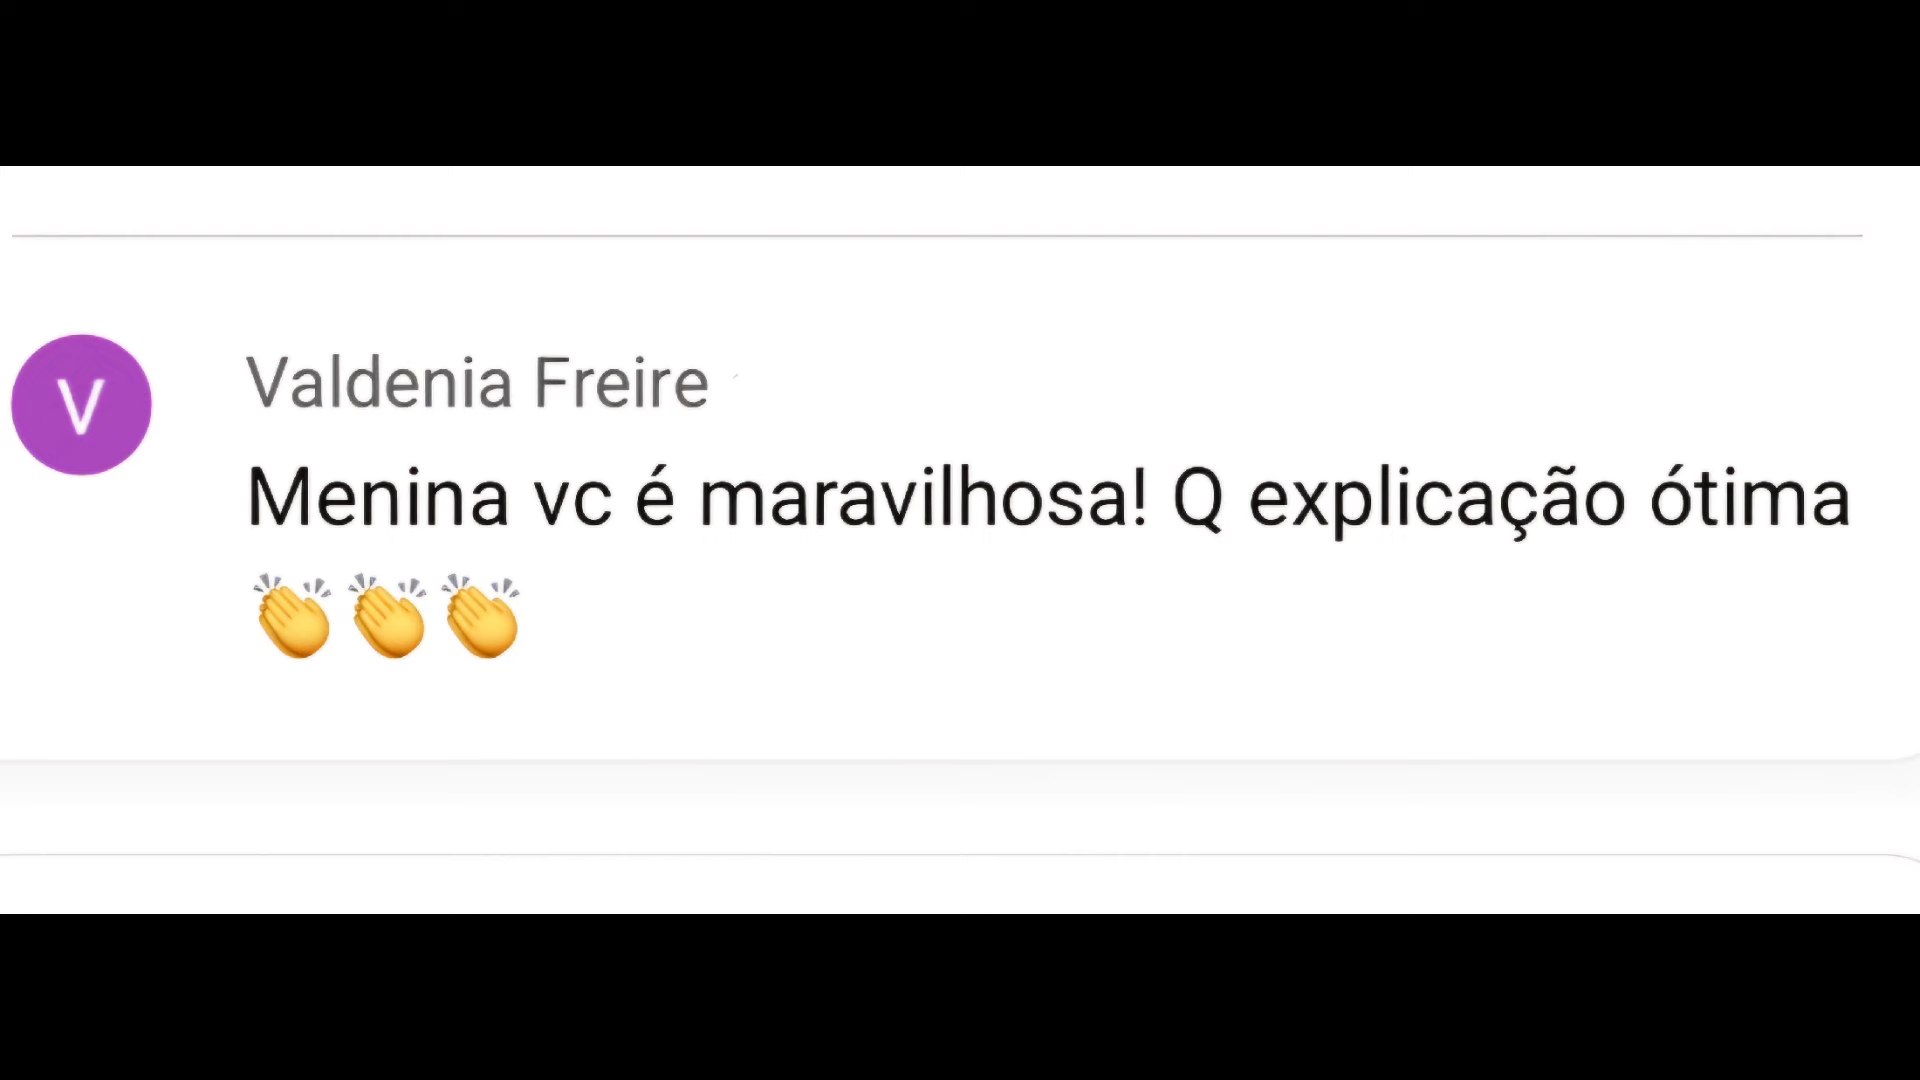 V
Valdenia Freire
Menina vc é maravilhosa! Q explicação ótima
👏👏👏